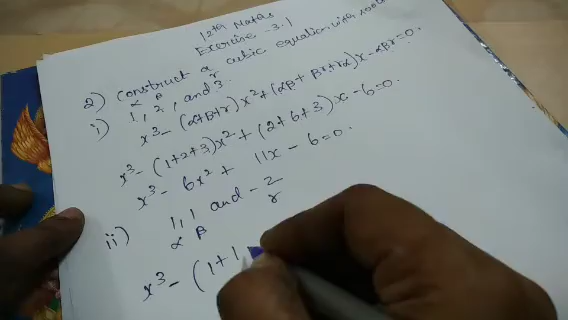 12th Maths
Exercise - 3.1
2) Construct a cubic equation with roots
α β γ
1, 2, and 3.
i) x³ - (α+β+γ)x² + (αβ + βγ+γα)x - αβγ=0.
x³ - (1+2+3)x² + (2+6+3)x - 6=0.
x³ - 6x² + 11x - 6=0.
ii) 1, 1 and - 2
α β γ
x³ - (1+1